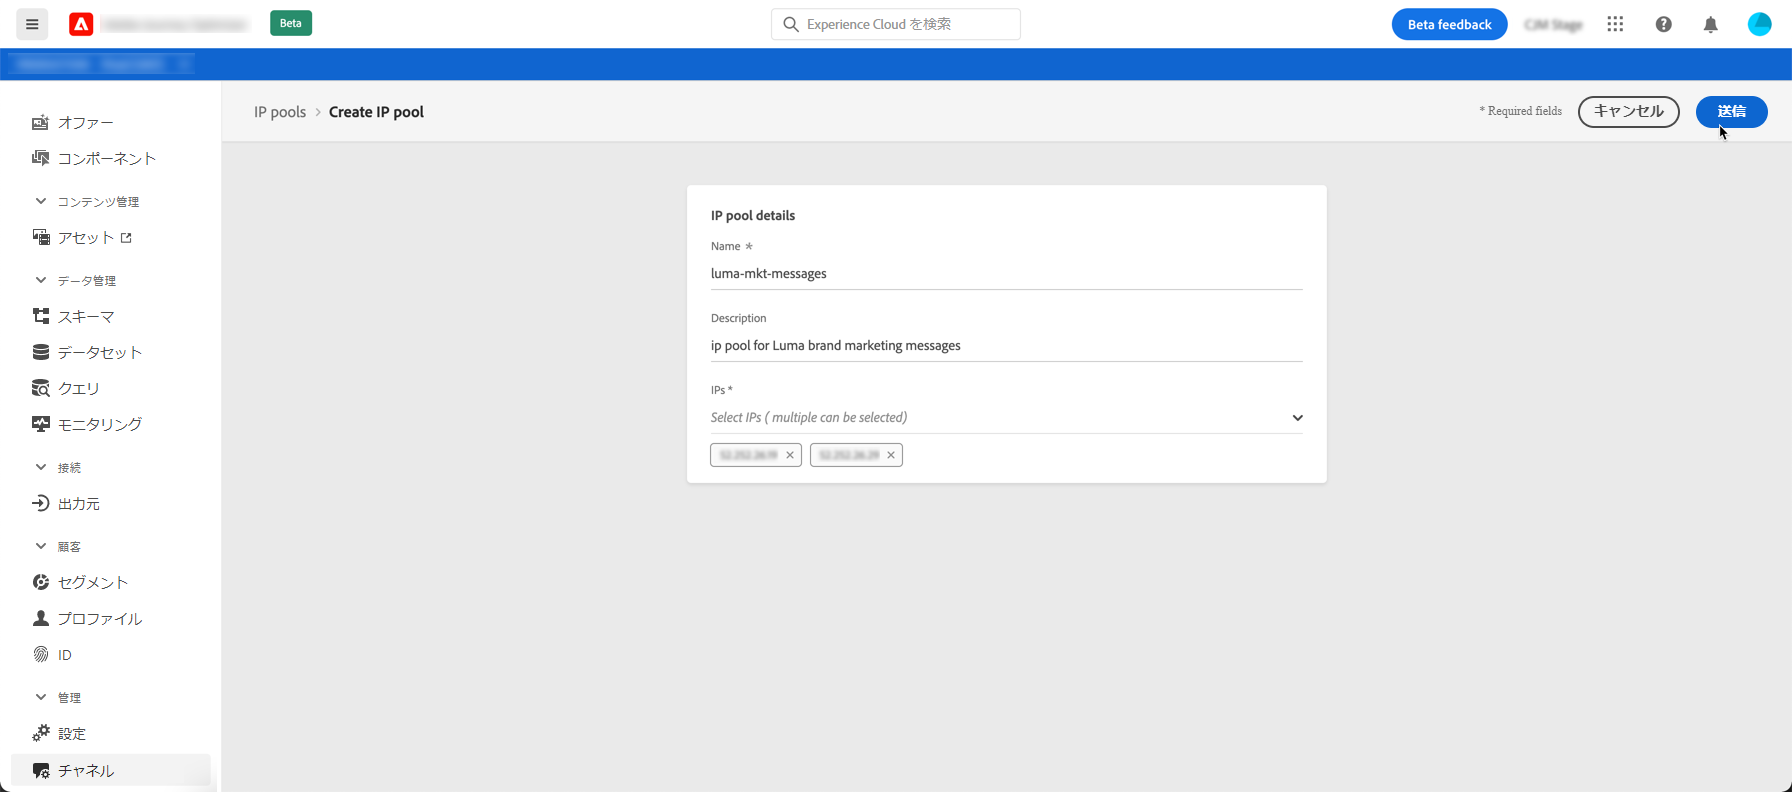 Beta
Experience Cloud を検索
Beta feedback
IP pools > Create IP pool
* Required fields
キャンセル
送信
オファー
コンポーネント
コンテンツ管理
アセット
データ管理
スキーマ
データセット
クエリ
モニタリング
接続
出力元
顧客
セグメント
プロファイル
ID
管理
設定
チャネル
IP pool details
Name *
luma-mkt-messages
Description
ip pool for Luma brand marketing messages
IPs *
Select IPs ( multiple can be selected)